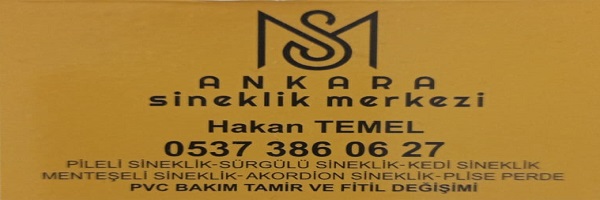 SM
ANKARA
sineklik merkezi
Hakan TEMEL
0537 386 06 27
PİLELİ SİNEKLİK-SÜRGÜLÜ SİNEKLİK-KEDİ SİNEKLİK
MENTEŞELİ SİNEKLİK-AKORDİON SİNEKLİK-PLİSE PERDE
PVC BAKIM TAMİR VE FİTİL DEĞİŞİMİ